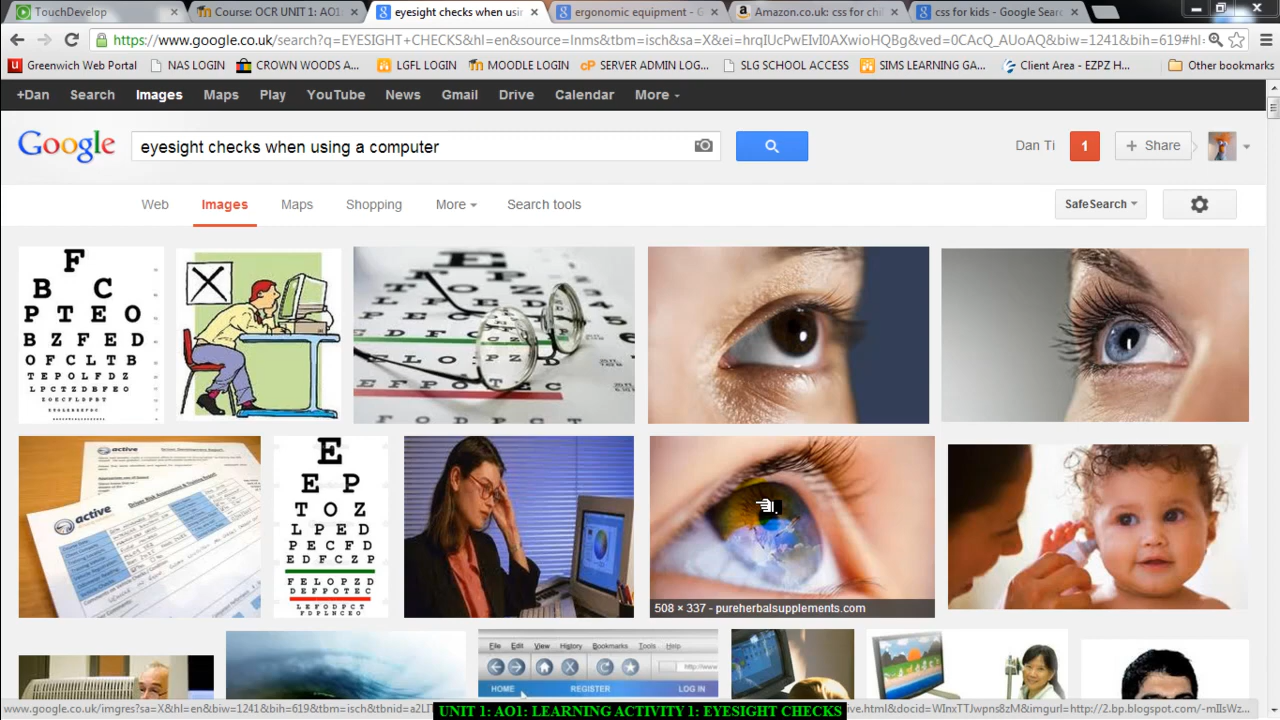 TouchDevelop
Course: OCR UNIT 1: AO1:
eyesight checks when usin
ergonomic equipment - G
Amazon.co.uk: css for chil
css for kids - Google Sear
https://www.google.co.uk/search?q=EYESIGHT+CHECKS&hl=en&source=lnms&tbm=isch&sa=X&ei=hrqIUcPwEIvI0AXwioHQBg&ved=0CAcQ_AUoAQ&biw=1241&bih=619#hl=
Greenwich Web Portal
NAS LOGIN
CROWN WOODS A...
LGFL LOGIN
MOODLE LOGIN
SERVER ADMIN LOG...
SLG SCHOOL ACCESS
SIMS LEARNING GA...
Client Area - EZPZ H...
Other bookmarks
+Dan Search Images Maps Play YouTube News Gmail Drive Calendar More
Google
eyesight checks when using a computer
Dan Ti
1
+ Share
Web Images Maps Shopping More Search tools
SafeSearch
F
B C
P T E O
B Z F E D
O F C L T B
T E P O L F D Z
L P C T Z D B F E O
active
active
E
E P
T O Z
L P E D
P E C F D
E D F C Z P
F E L O P Z D
D E F P O T E C
L E F O D P C T
508 × 337 - pureherbalsupplements.com
File Edit View History Bookmarks Tools Help
http://www
HOME REGISTER LOG IN
UNIT 1: AO1: LEARNING ACTIVITY 1: EYESIGHT CHECKS